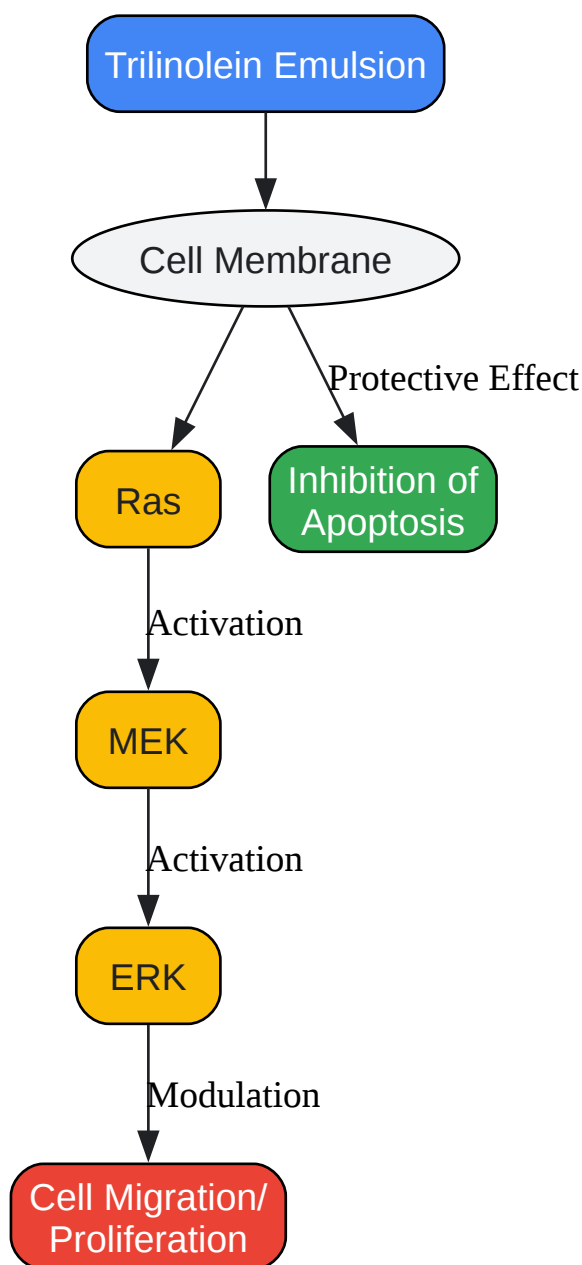 Trilinolein Emulsion
Cell Membrane
Protective Effect
Ras
Inhibition of
Apoptosis
Activation
MEK
Activation
ERK
Modulation
Cell Migration/
Proliferation